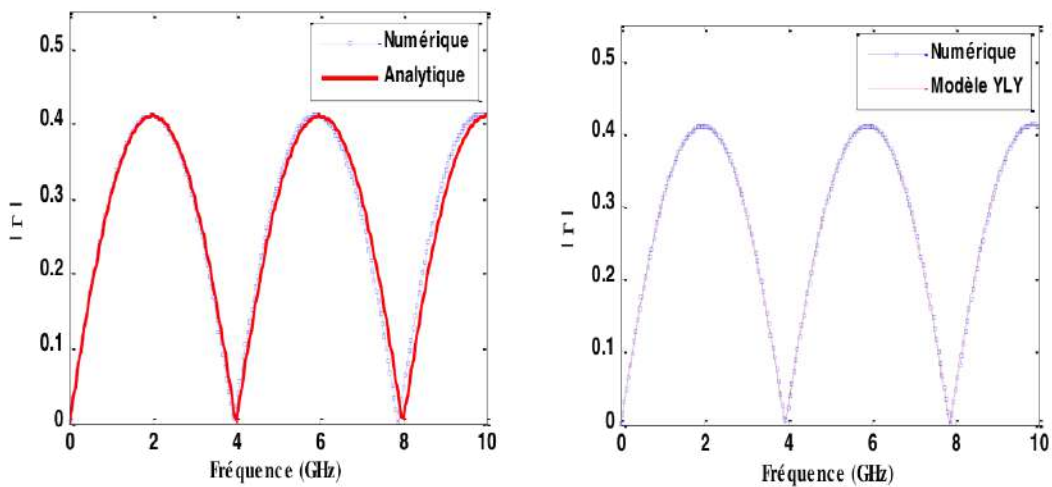 0.5
0.4
0.3
0.2
0.1
0
| Γ |
Numérique
Analytique
0 2 4 6 8 10
Fréquence (GHz)
0.5
0.4
0.3
0.2
0.1
0
| Γ |
Numérique
Modèle YLY
0 2 4 6 8 10
Fréquence (GHz)